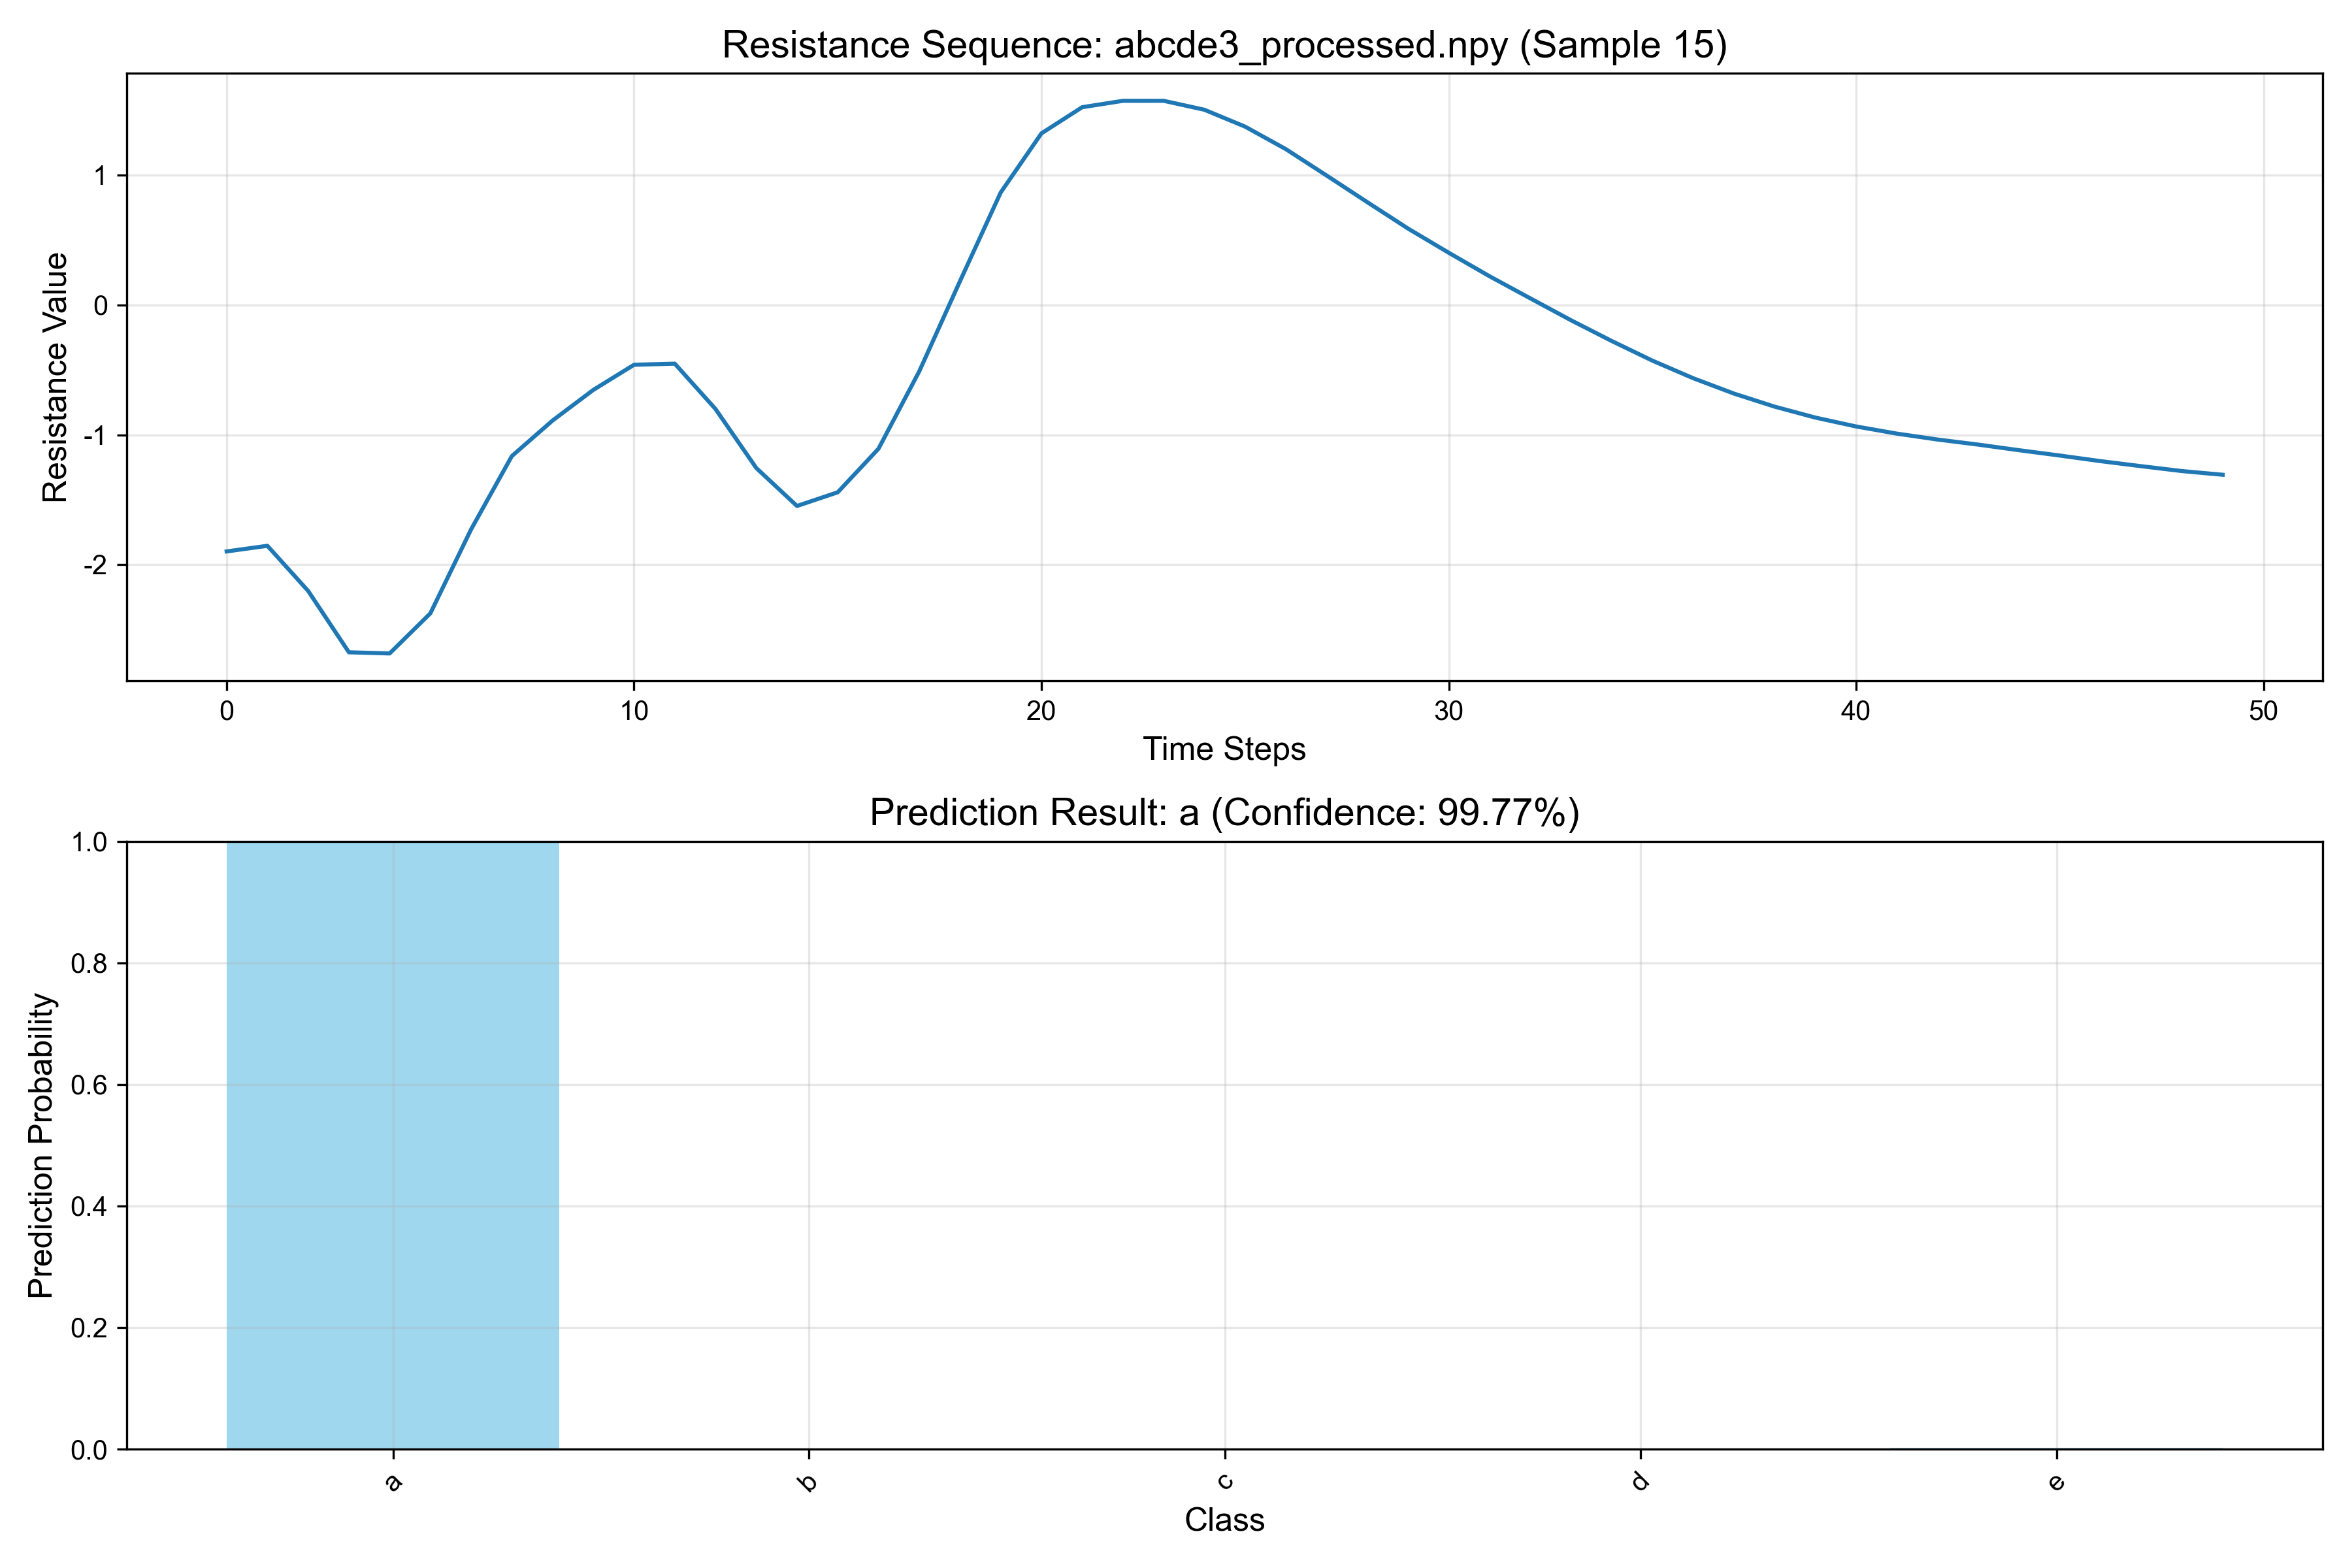 Resistance Sequence: abcde3_processed.npy (Sample 15)
Resistance Value
1
0
-1
-2
0 10 20 30 40 50
Time Steps
Prediction Result: a (Confidence: 99.77%)
Prediction Probability
1.0
0.8
0.6
0.4
0.2
0.0
a b c d e
Class